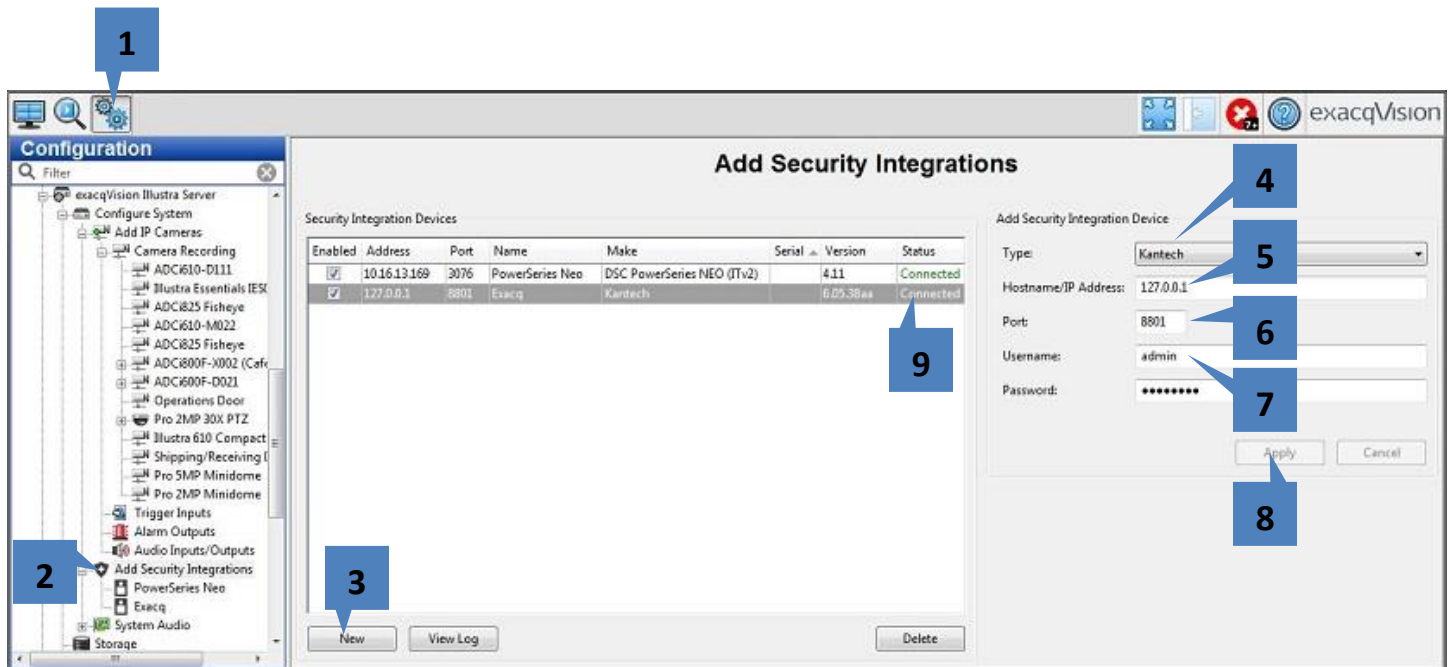 1
exacqVision
7+
Configuration
Filter
exacqVision Illustra Server
Configure System
Add IP Cameras
Camera Recording
ADCi610-D111
Illustra Essentials IES(
ADCi825 Fisheye
ADCi610-M022
ADCi825 Fisheye
ADCi800F-X002 (Cafe
ADCi600F-D021
Operations Door
Pro 2MP 30X PTZ
Illustra 610 Compact
Shipping/Receiving
Pro 5MP Minidome
Pro 2MP Minidome
Trigger Inputs
Alarm Outputs
Audio Inputs/Outputs
2
Add Security Integrations
PowerSeries Neo
Exacq
System Audio
Storage
Add Security Integrations
Security Integration Devices
Enabled Address Port Name Make Serial Version Status
10.16.13.169 3076 PowerSeries Neo DSC PowerSeries NEO (ITv2) 4.11 Connected
127.0.0.1 8801 Exacq Kantech 6.05.38aa Connected
9
3
New View Log Delete
Add Security Integration Device
4
Type: Kantech
5
Hostname/IP Address: 127.0.0.1
Port: 8801
6
Username: admin
7
Password: ••••••••
Apply Cancel
8